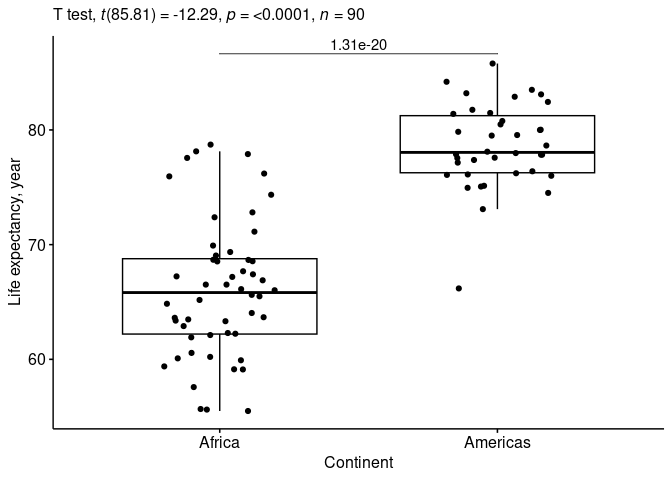 T test, t(85.81) = -12.29, p = <0.0001, n = 90
1.31e-20
80
70
60
Life expectancy, year
Africa Americas
Continent